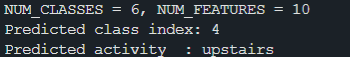 NUM_CLASSES = 6, NUM_FEATURES = 10
Predicted class index: 4
Predicted activity  : upstairs